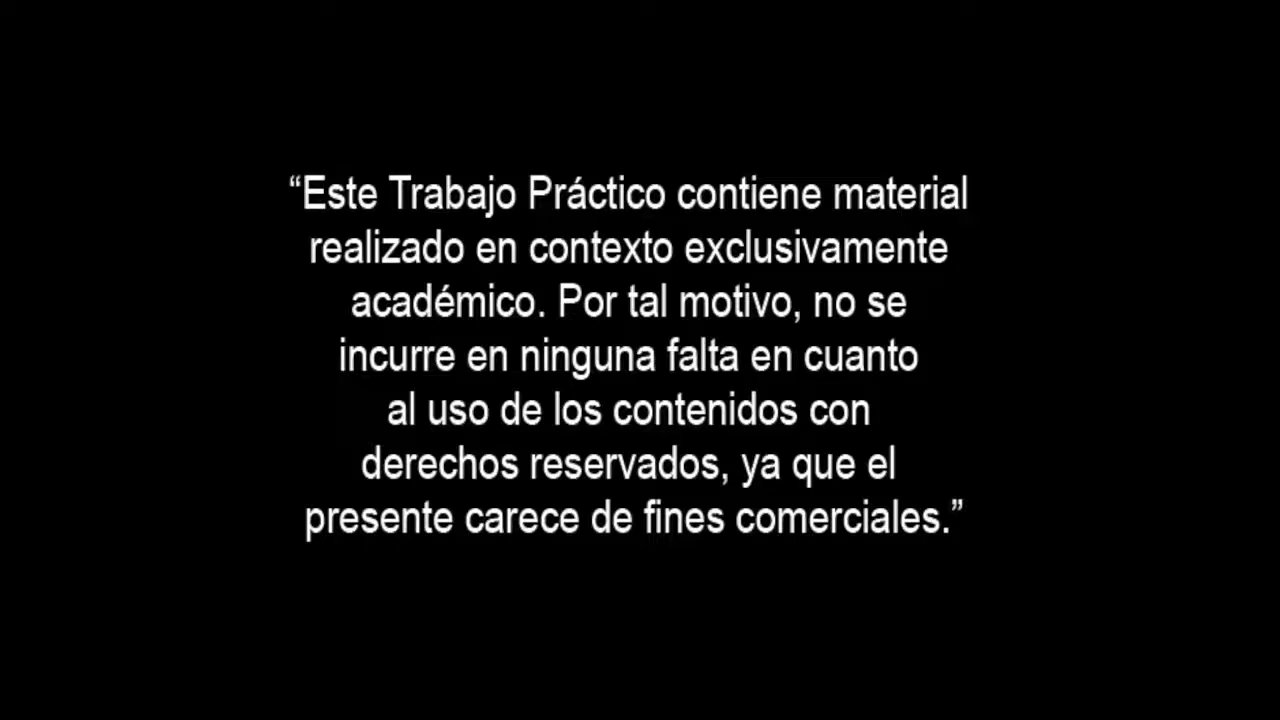 “Este Trabajo Práctico contiene material
realizado en contexto exclusivamente
académico. Por tal motivo, no se
incurre en ninguna falta en cuanto
al uso de los contenidos con
derechos reservados, ya que el
presente carece de fines comerciales.”